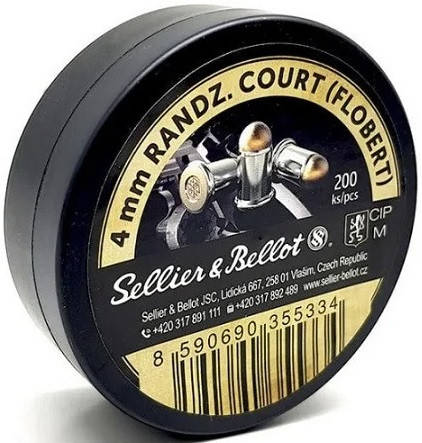 4 mm RANDZ. COURT (FLOBERT)
200
ks/pcs
CIP
M
Sellier & Bellot S&B
Sellier & Bellot JSC, Lidická 667, 258 01 Vlašim, Czech Republic
+420 317 891 111 +420 317 892 489 www.sellier-bellot.cz
8 590690 355334